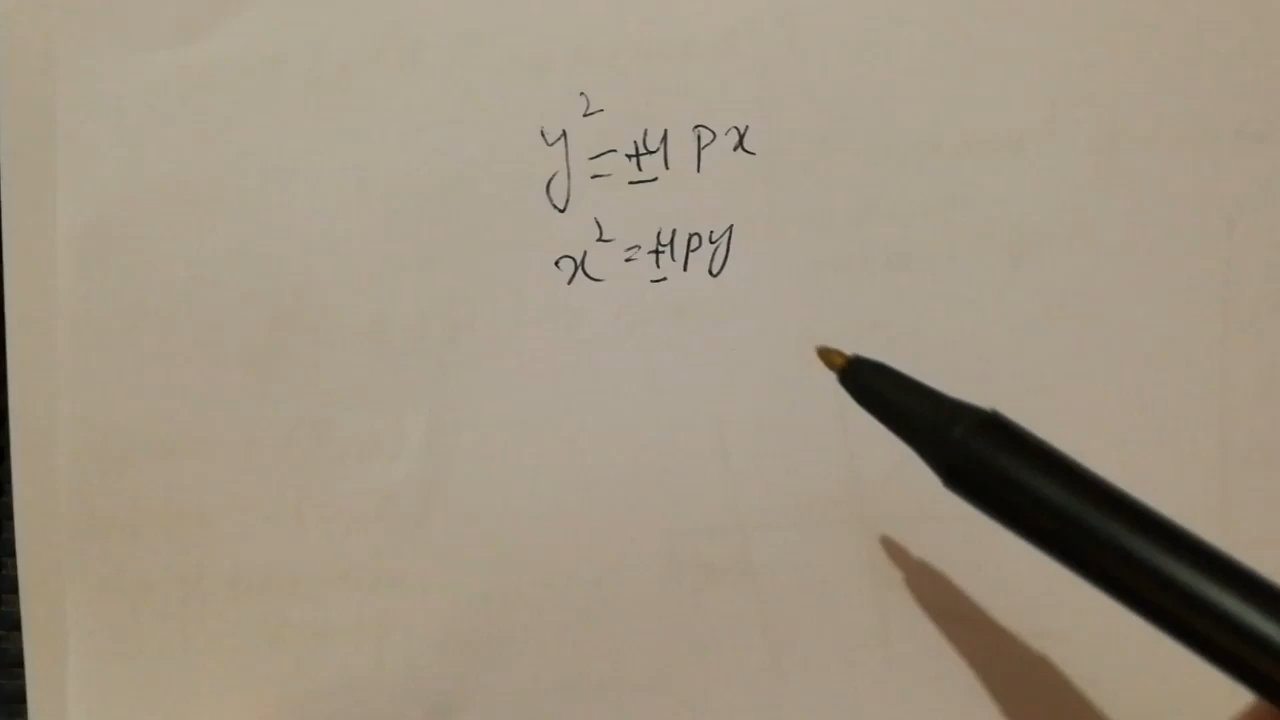 y² = ±4px
x² = ±4py